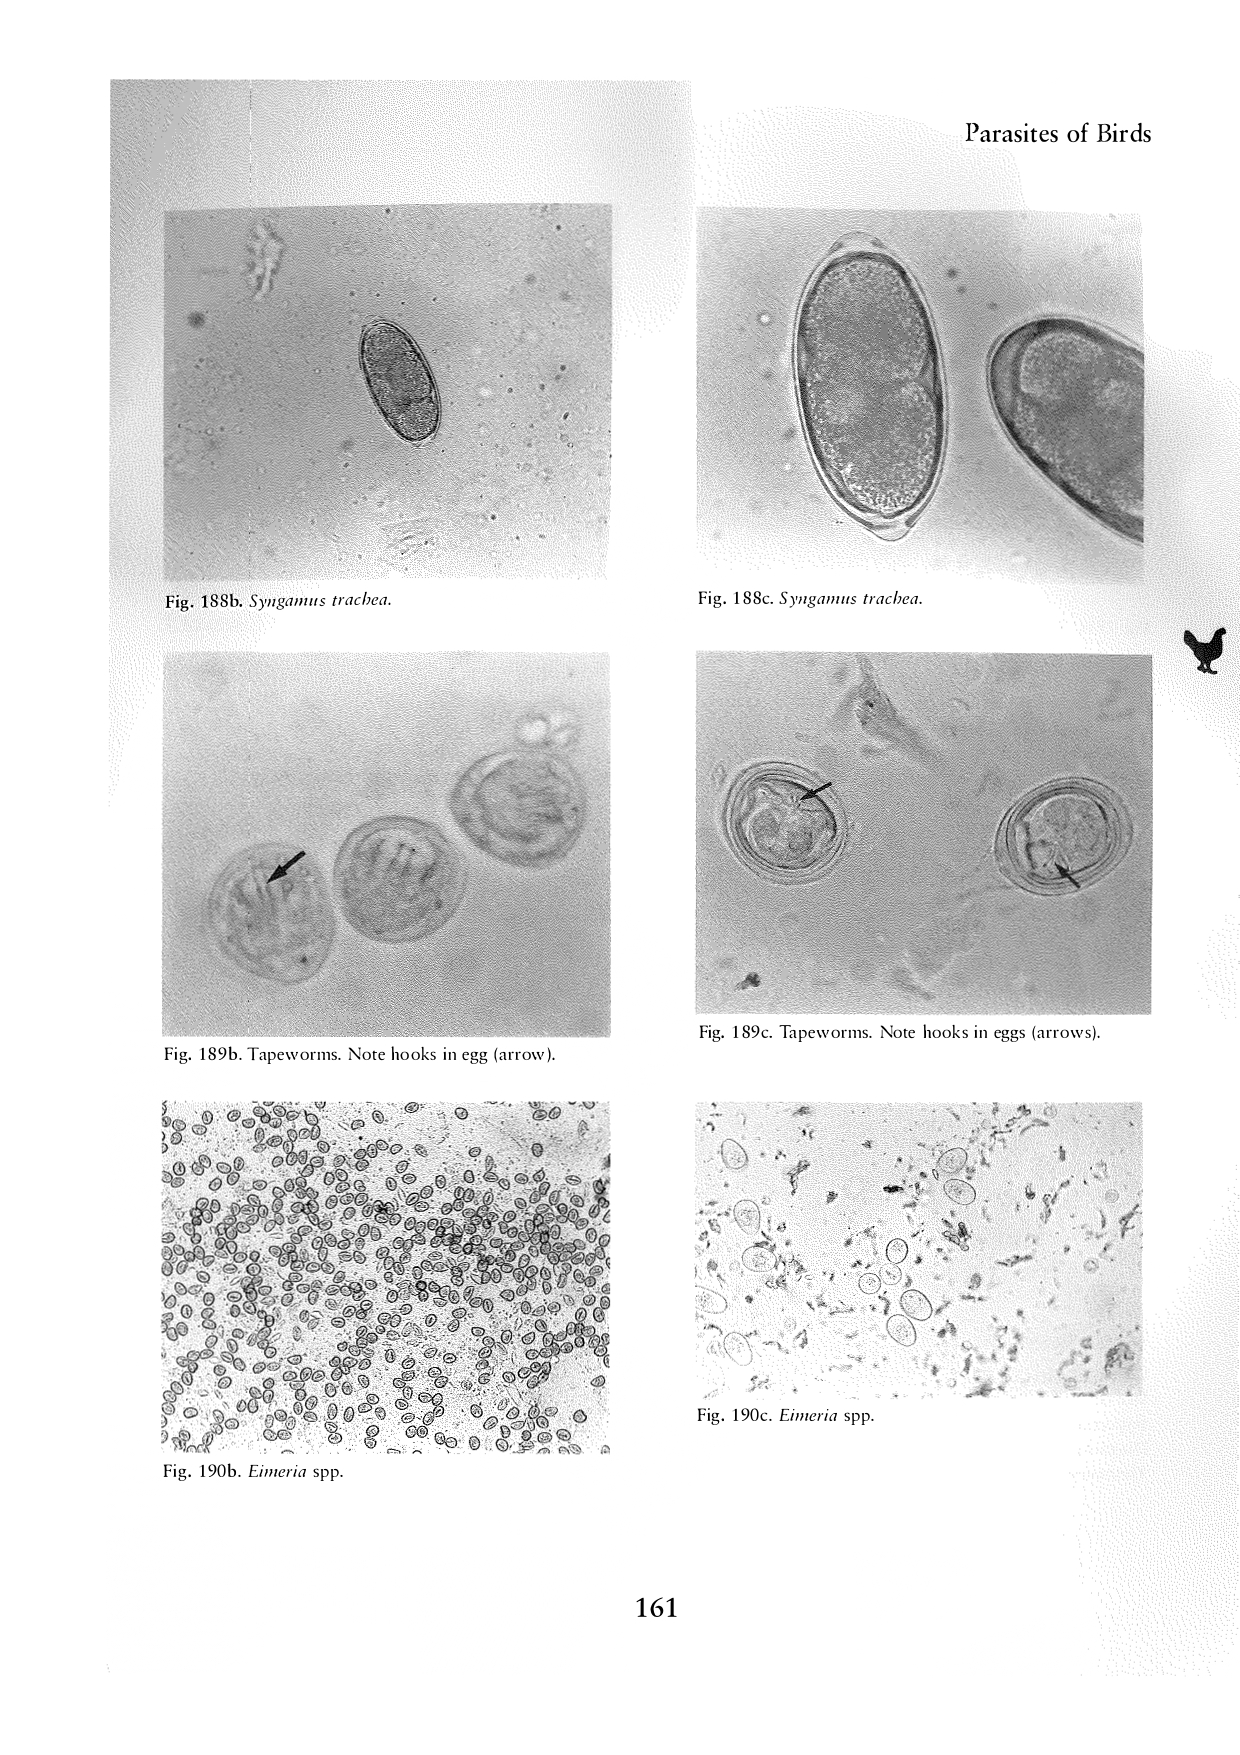 Parasites of Birds
Fig. 188b. Syngamus trachea.
Fig. 188c. Syngamus trachea.
Fig. 189b. Tapeworms. Note hooks in egg (arrow).
Fig. 189c. Tapeworms. Note hooks in eggs (arrows).
Fig. 190b. Eimeria spp.
Fig. 190c. Eimeria spp.
161